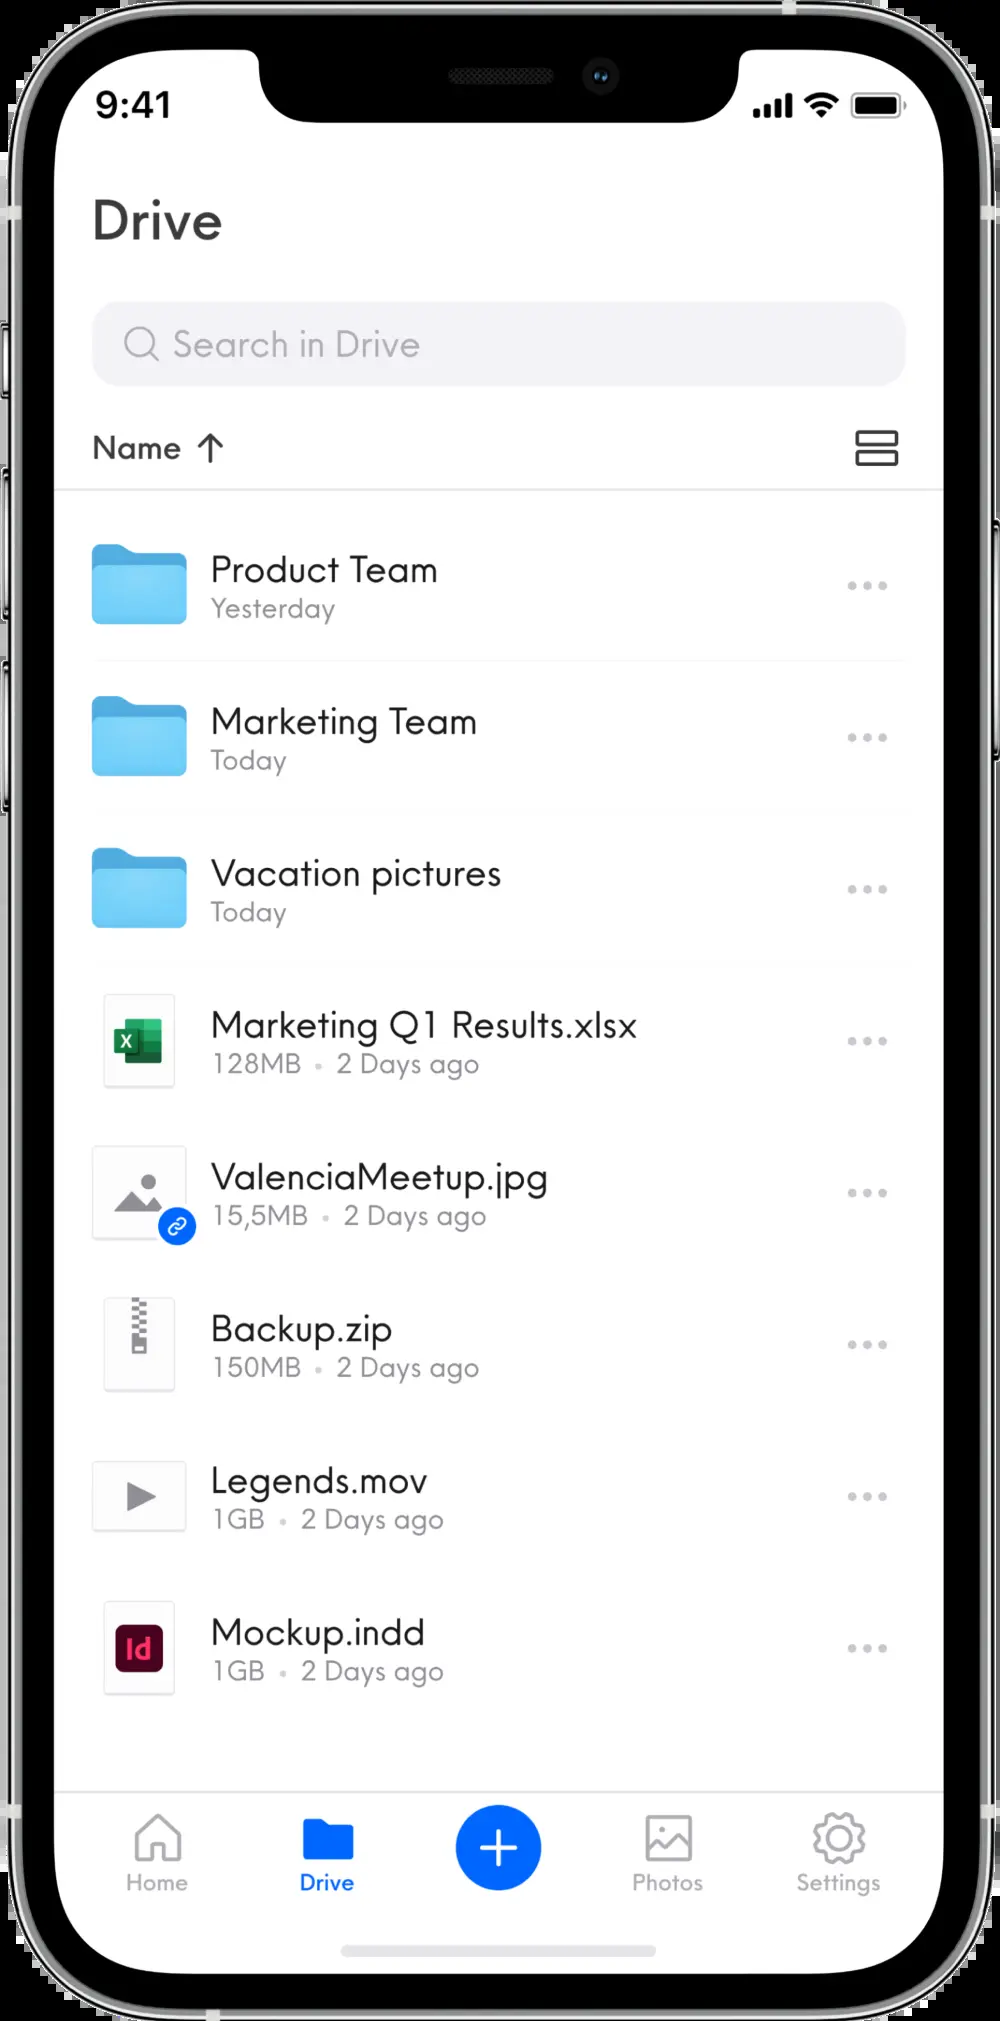 9:41
Drive
Search in Drive
Name
Product Team
Yesterday
Marketing Team
Today
Vacation pictures
Today
X
Marketing Q1 Results.xlsx
128MB • 2 Days ago
ValenciaMeetup.jpg
15,5MB • 2 Days ago
Backup.zip
150MB • 2 Days ago
Legends.mov
1GB • 2 Days ago
Id
Mockup.indd
1GB • 2 Days ago
Home
Drive
Photos
Settings